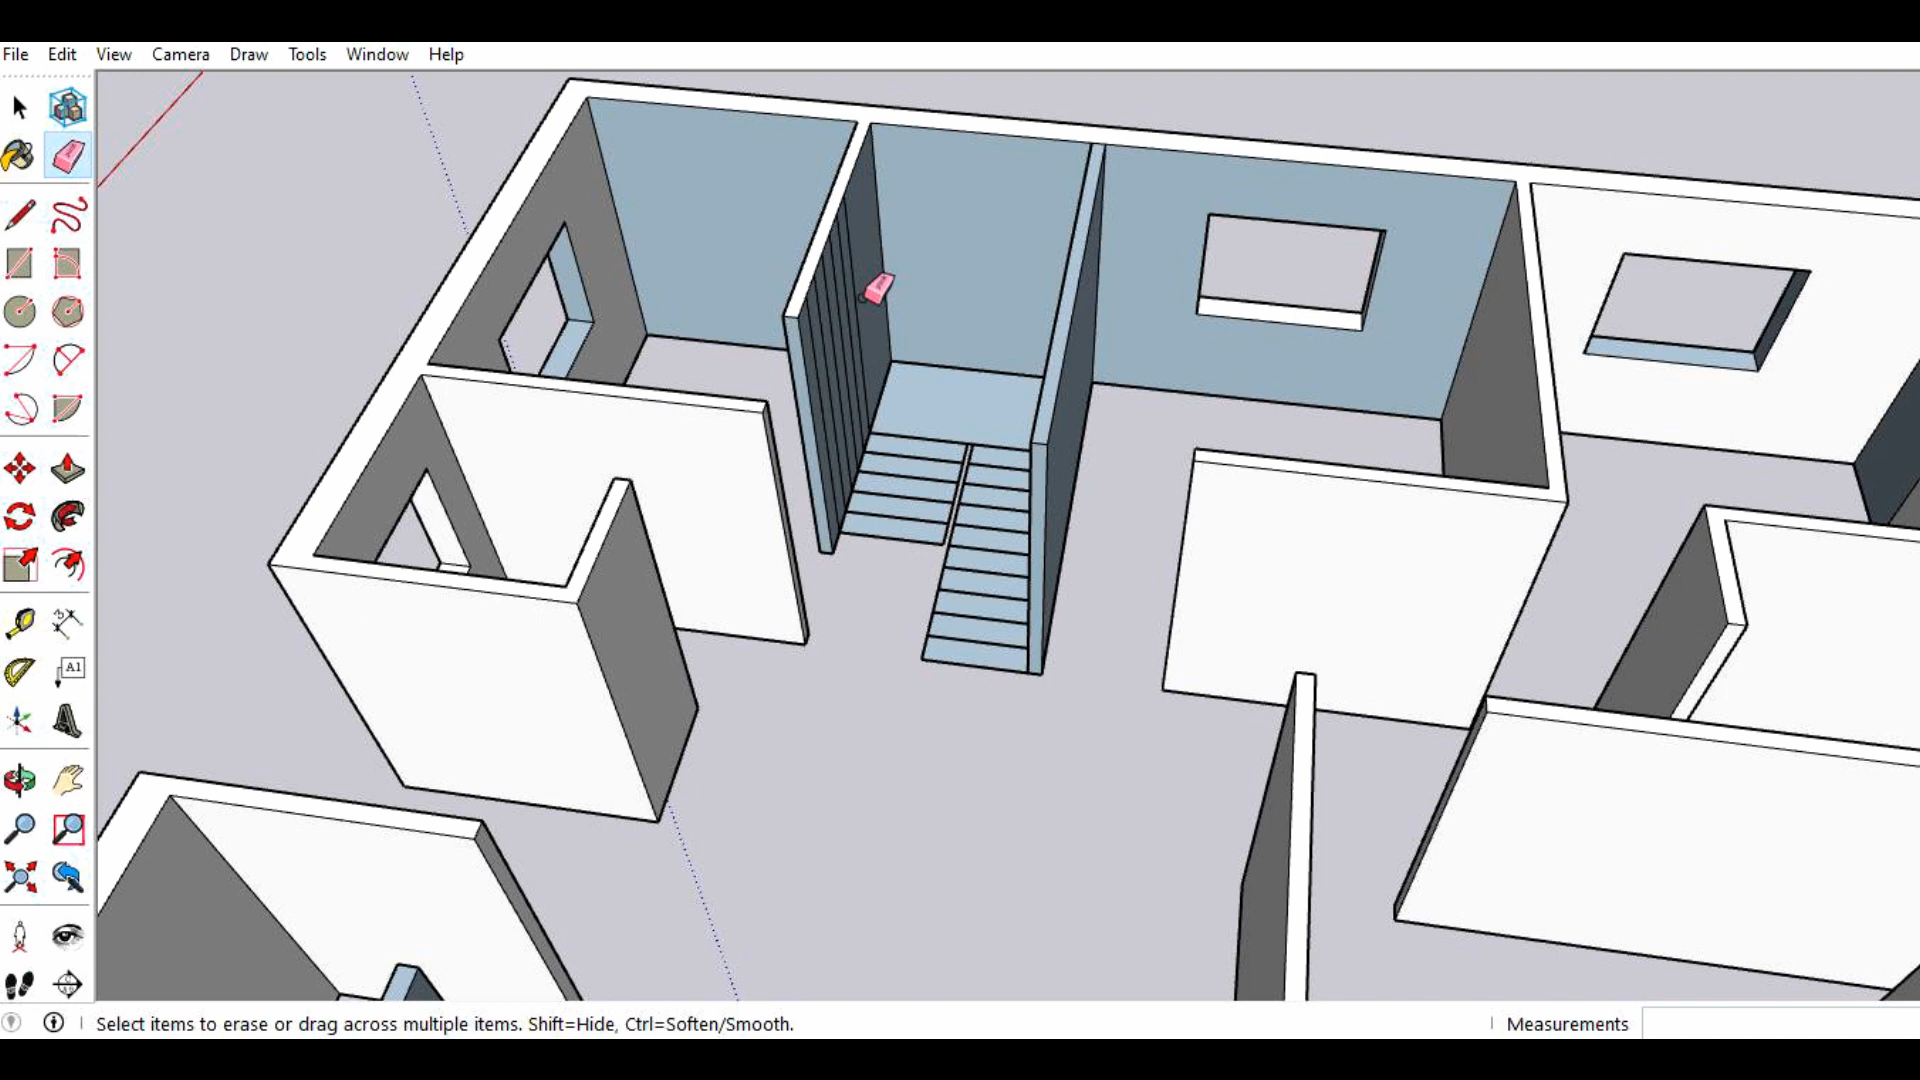 File Edit View Camera Draw Tools Window Help
A1
Select items to erase or drag across multiple items. Shift=Hide, Ctrl=Soften/Smooth.
Measurements